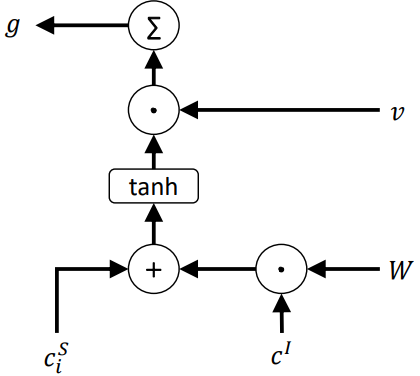 g
Σ
·
v
tanh
+
·
W
c_i^S
c^I